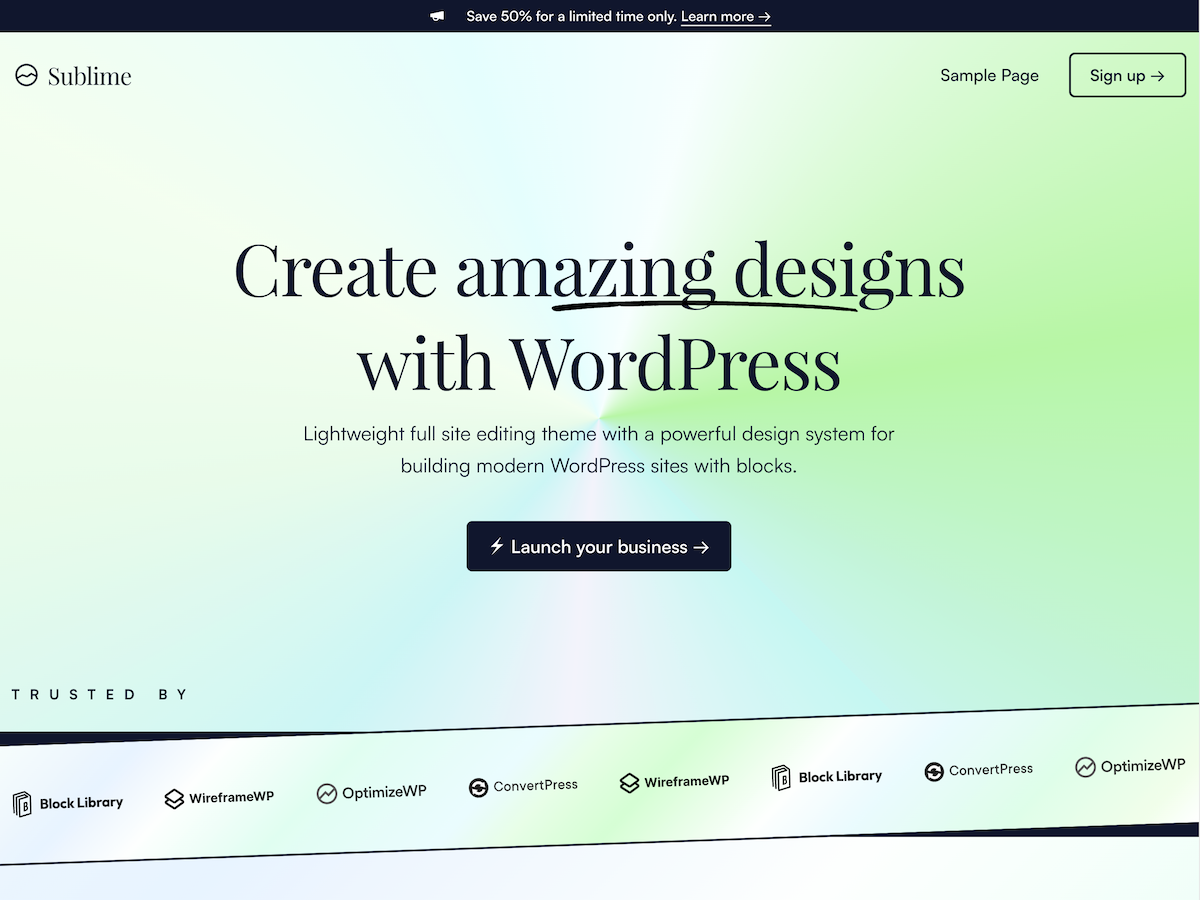 Save 50% for a limited time only. Learn more →
Sublime
Sample Page
Sign up →
Create amazing designs
with WordPress
Lightweight full site editing theme with a powerful design system for
building modern WordPress sites with blocks.
Launch your business →
TRUSTED BY
Block Library
WireframeWP
OptimizeWP
ConvertPress
WireframeWP
Block Library
ConvertPress
OptimizeWP